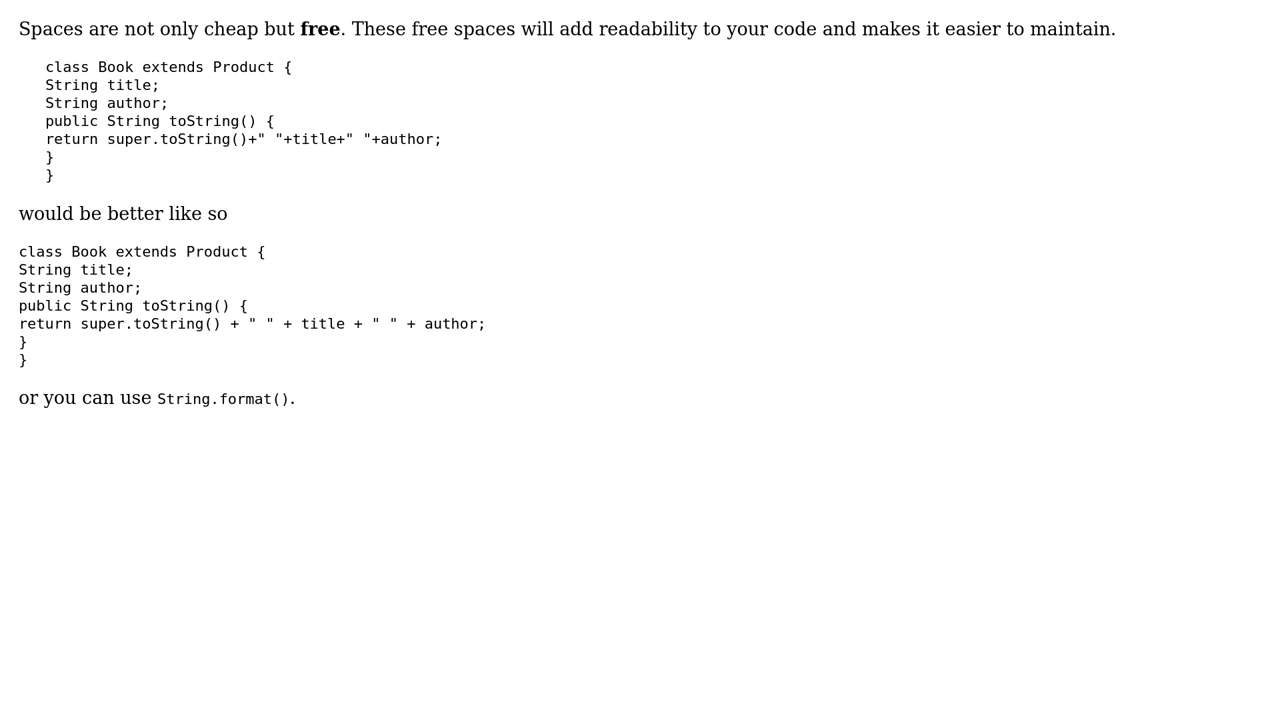 Spaces are not only cheap but free. These free spaces will add readability to your code and makes it easier to maintain.
class Book extends Product {
String title;
String author;
public String toString() {
return super.toString()+" "+title+" "+author;
}
}
would be better like so
class Book extends Product {
String title;
String author;
public String toString() {
return super.toString() + " " + title + " " + author;
}
}
or you can use String.format().